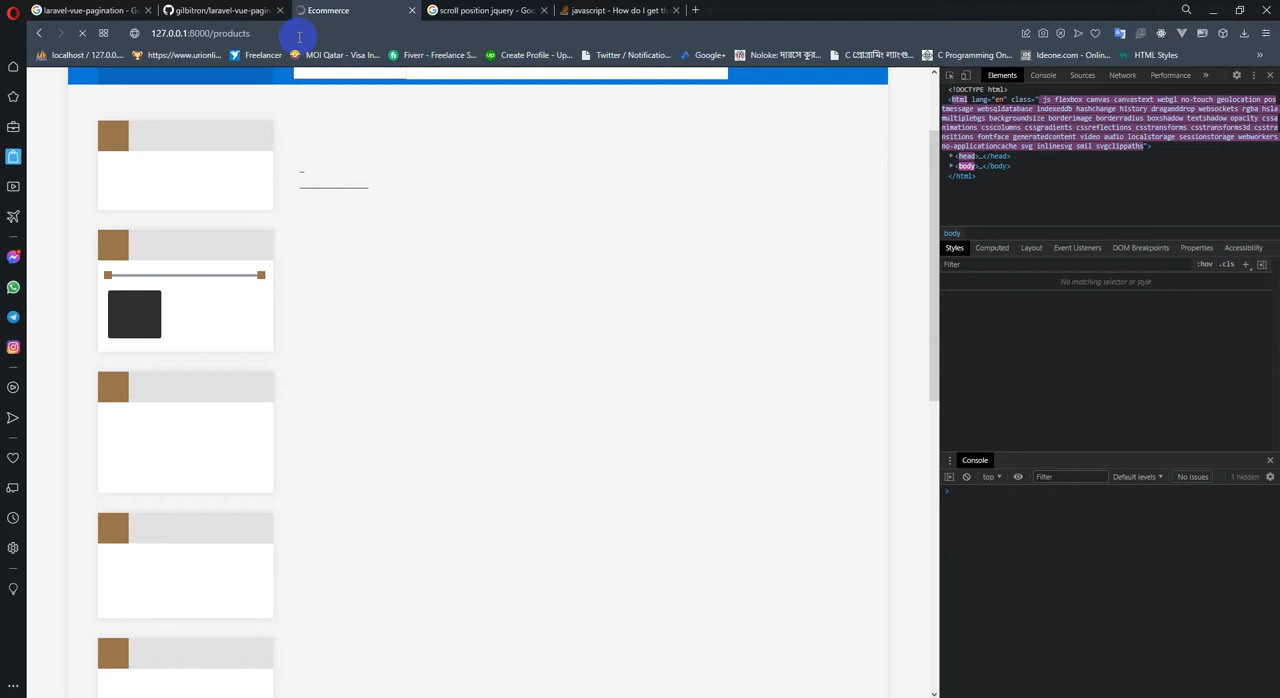 laravel-vue-pagination - Go
gilbitron/laravel-vue-pagin
Ecommerce
scroll position jquery - Goo
javascript - How do I get th
127.0.0.1:8000/products
localhost / 127.0.0....
https://www.urionli...
Freelancer
MOI Qatar - Visa In...
Fiverr - Freelance S...
Create Profile - Up...
Twitter / Notificatio...
Google+
C Programming On...
Ideone.com - Onlin...
HTML Styles
»
Elements
Console
Sources
Network
Performance
»
<!DOCTYPE html>
<html lang="en" class=" js flexbox canvas canvastext webgl no-touch geolocation pos
tmessage websqldatabase indexeddb hashchange history draganddrop websockets rgba hsla
multiplebgs backgroundsize borderimage borderradius boxshadow textshadow opacity cssa
nimations csscolumns cssgradients cssreflections csstransforms csstransforms3d csstra
nsitions fontface generatedcontent video audio localstorage sessionstorage webworkers
no-applicationcache svg inlinesvg smil svgclippaths">
<head>…</head>
<body>…</body>
</html>
body
Styles
Computed
Layout
Event Listeners
DOM Breakpoints
Properties
Accessibility
Filter
:hov
.cls
+
No matching selector or style
Console
top
Filter
Default levels
No Issues
1 hidden